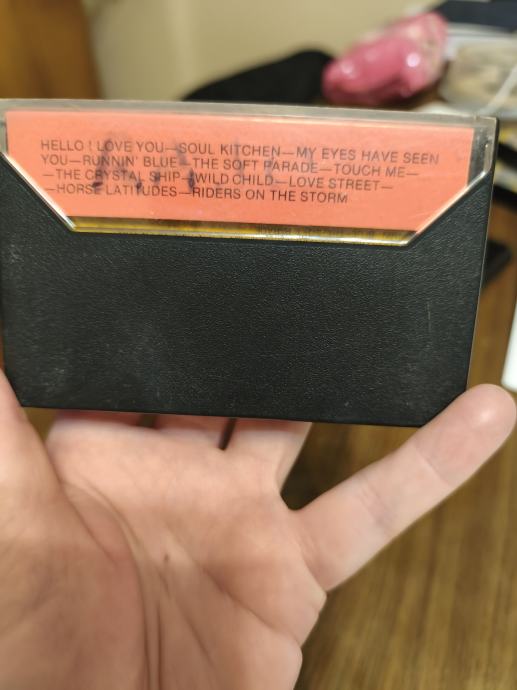 HELLO ! LOVE YOU—SOUL KITCHEN—MY EYES HAVE SEEN
YOU—RUNNIN' BLUE—THE SOFT PARADE—TOUCH ME—
—THE CRYSTAL SHIP—WILD CHILD—LOVE STREET—
—HORSE LATITUDES—RIDERS ON THE STORM